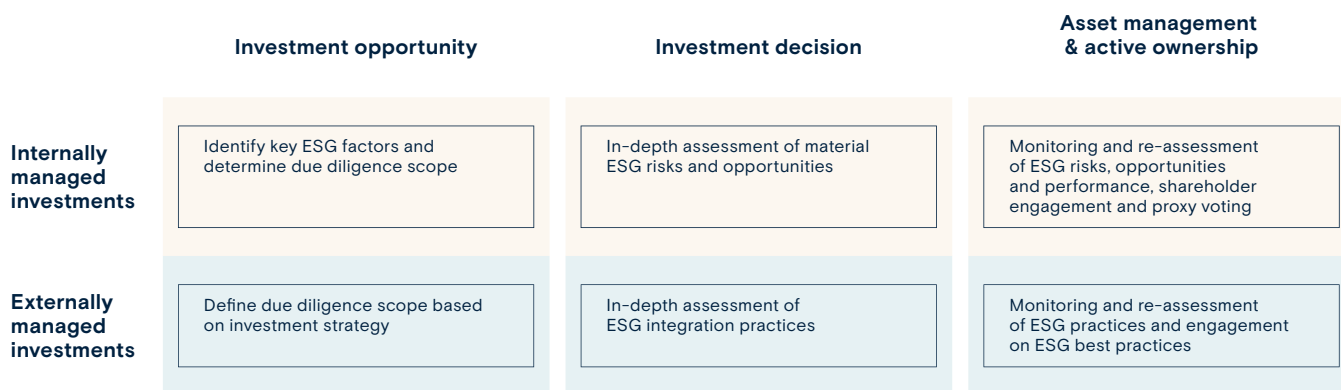 Investment opportunity
Investment decision
Asset management
& active ownership
Internally
managed
investments
Identify key ESG factors and
determine due diligence scope
In-depth assessment of material
ESG risks and opportunities
Monitoring and re-assessment
of ESG risks, opportunities
and performance, shareholder
engagement and proxy voting
Externally
managed
investments
Define due diligence scope based
on investment strategy
In-depth assessment of
ESG integration practices
Monitoring and re-assessment
of ESG practices and engagement
on ESG best practices